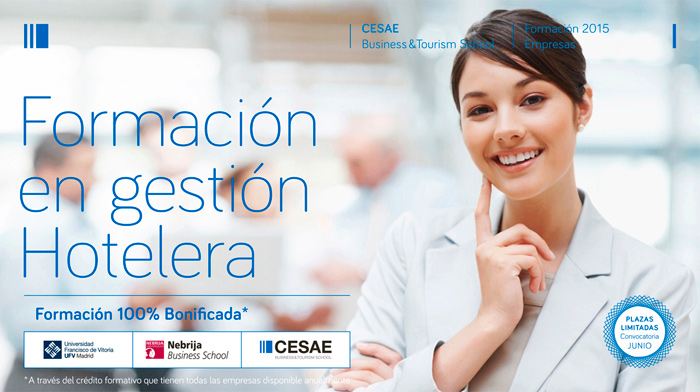 CESAE
Business&Tourism School
Formación 2015
Empresas
Formación
en gestión
Hotelera
Formación 100% Bonificada*
Universidad
Francisco de Vitoria
UFV Madrid
NEBRIJA
Nebrija
Business School
CESAE
BUSINESS&TOURISM SCHOOL
PLAZAS
LIMITADAS
Convocatoria
JUNIO
* A través del crédito formativo que tienen todas las empresas disponible anualmente